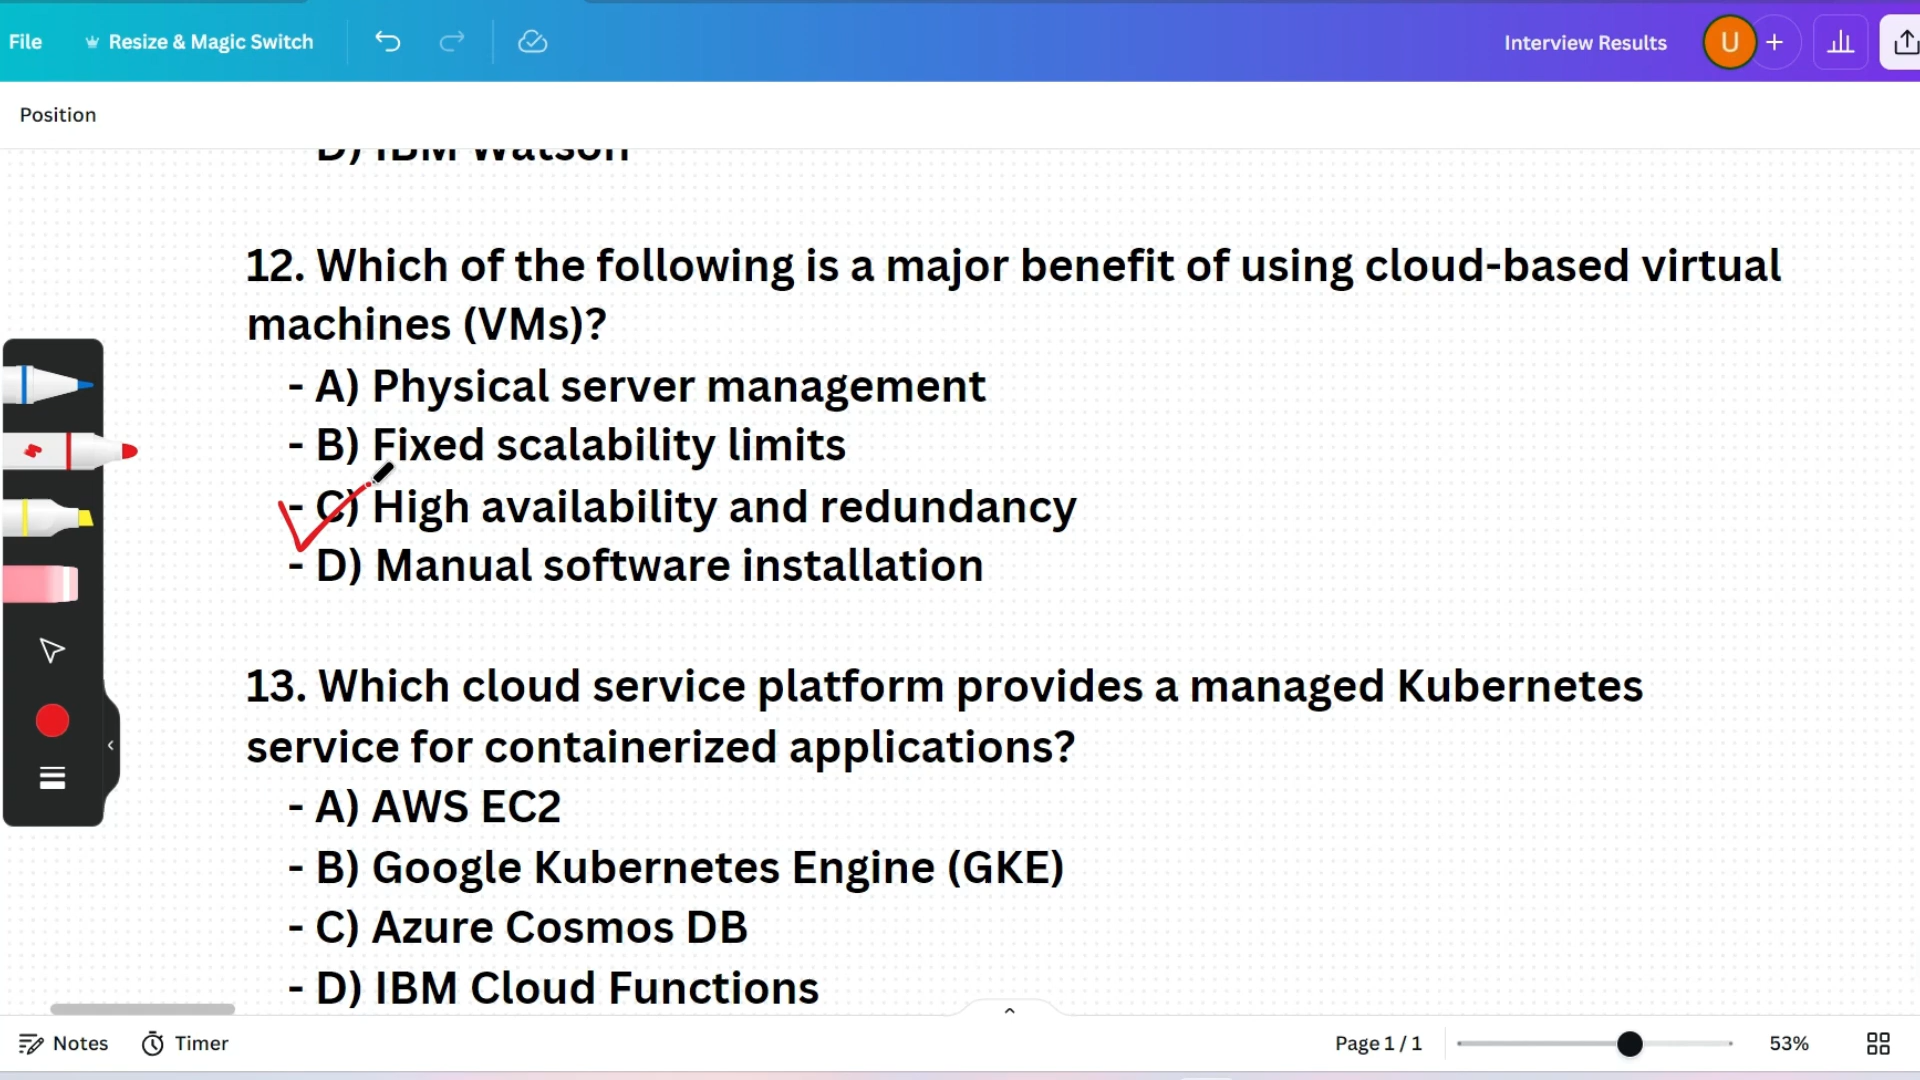 File
Resize & Magic Switch
Interview Results
U
Position
D) IBM Watson
12. Which of the following is a major benefit of using cloud-based virtual
machines (VMs)?
- A) Physical server management
- B) Fixed scalability limits
- C) High availability and redundancy
- D) Manual software installation
13. Which cloud service platform provides a managed Kubernetes
service for containerized applications?
- A) AWS EC2
- B) Google Kubernetes Engine (GKE)
- C) Azure Cosmos DB
- D) IBM Cloud Functions
Notes
Timer
Page 1 / 1
53%